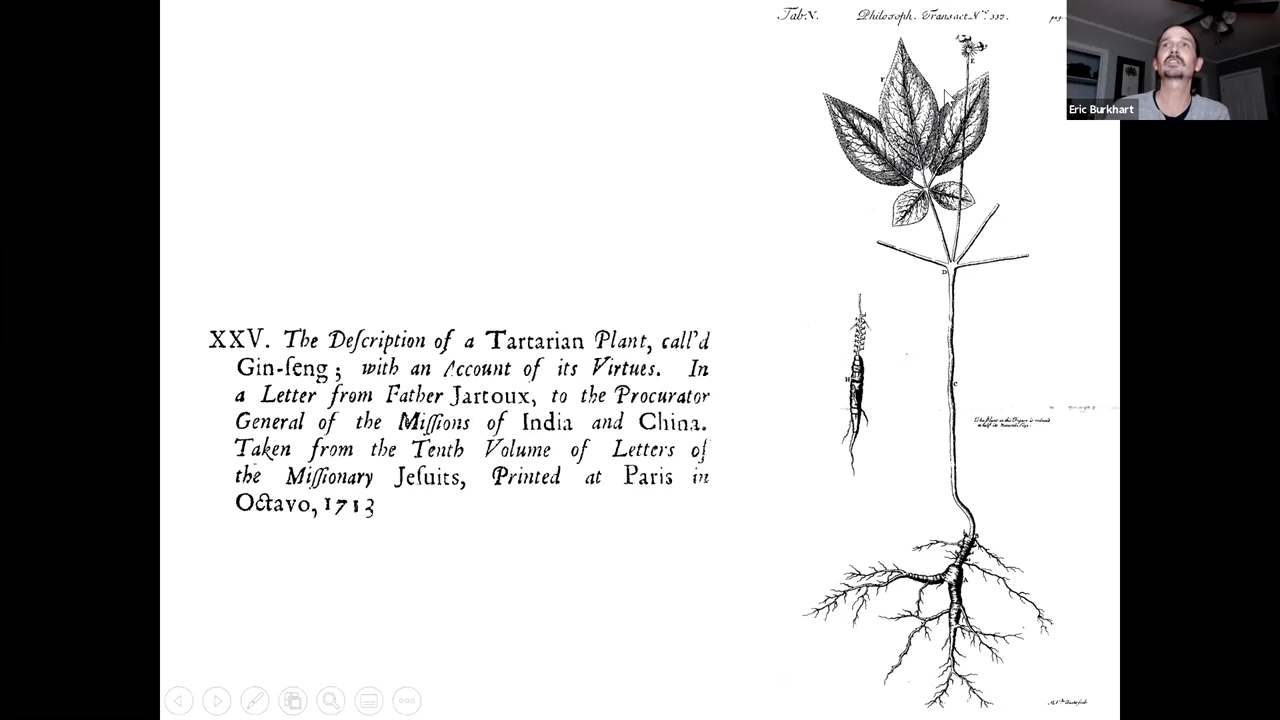 Tab.V. Philosoph. Transact. N.º 337.
Eric Burkhart
XXV. The Deſcription of a Tartarian Plant, call'd
Gin-ſeng; with an Account of its Virtues. In
a Letter from Father Jartoux, to the Procurator
General of the Miſſions of India and China.
Taken from the Tenth Volume of Letters of
the Miſſionary Jeſuits, Printed at Paris in
Octavo, 1713
F
E
D
H
C
A